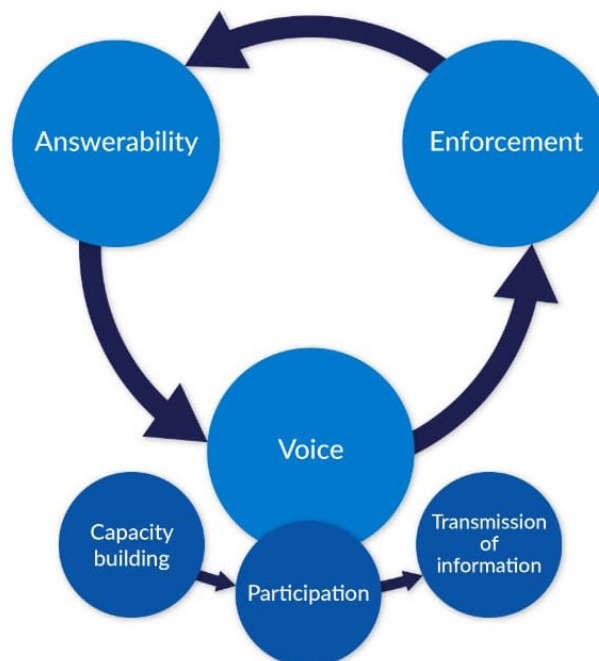 Answerability
Enforcement
Voice
Capacity
building
Participation
Transmission
of
information